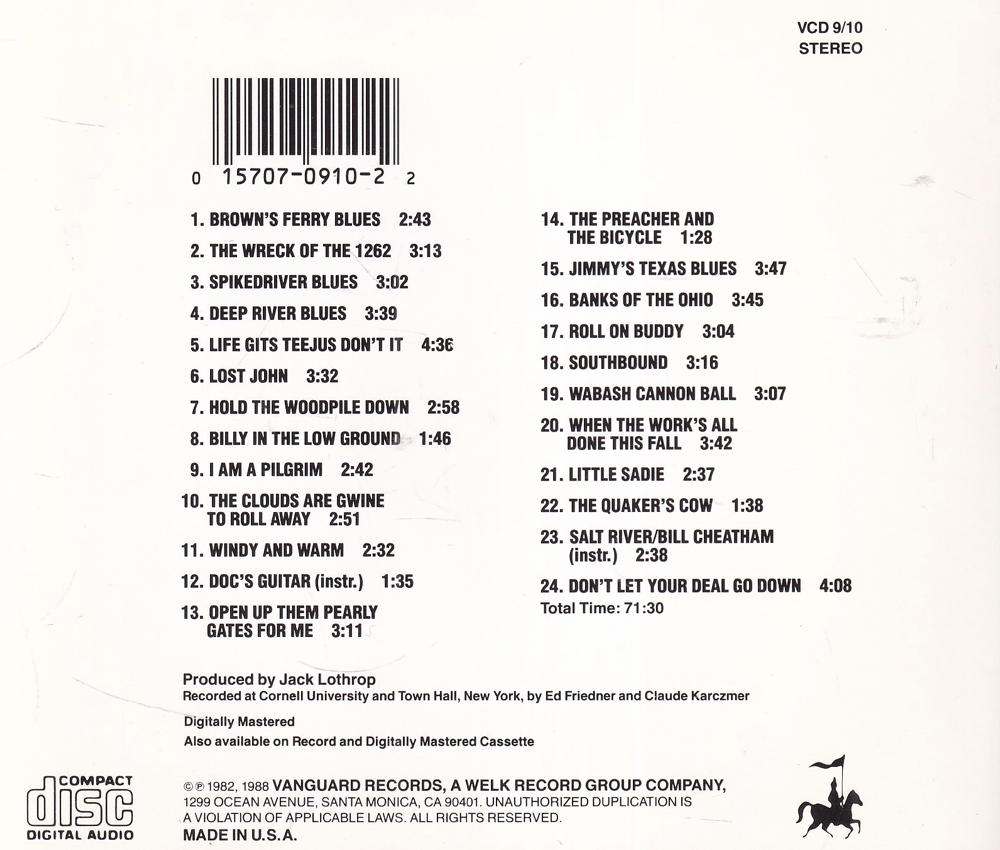 VCD 9/10
STEREO
0 15707-0910-2 2
1. BROWN'S FERRY BLUES 2:43
2. THE WRECK OF THE 1262 3:13
3. SPIKEDRIVER BLUES 3:02
4. DEEP RIVER BLUES 3:39
5. LIFE GITS TEEJUS DON'T IT 4:36
6. LOST JOHN 3:32
7. HOLD THE WOODPILE DOWN 2:58
8. BILLY IN THE LOW GROUND 1:46
9. I AM A PILGRIM 2:42
10. THE CLOUDS ARE GWINE
TO ROLL AWAY 2:51
11. WINDY AND WARM 2:32
12. DOC'S GUITAR (instr.) 1:35
13. OPEN UP THEM PEARLY
GATES FOR ME 3:11
14. THE PREACHER AND
THE BICYCLE 1:28
15. JIMMY'S TEXAS BLUES 3:47
16. BANKS OF THE OHIO 3:45
17. ROLL ON BUDDY 3:04
18. SOUTHBOUND 3:16
19. WABASH CANNON BALL 3:07
20. WHEN THE WORK'S ALL
DONE THIS FALL 3:42
21. LITTLE SADIE 2:37
22. THE QUAKER'S COW 1:38
23. SALT RIVER/BILL CHEATHAM
(instr.) 2:38
24. DON'T LET YOUR DEAL GO DOWN 4:08
Total Time: 71:30
Produced by Jack Lothrop
Recorded at Cornell University and Town Hall, New York, by Ed Friedner and Claude Karczmer
Digitally Mastered
Also available on Record and Digitally Mastered Cassette
COMPACT
disc
DIGITAL AUDIO
©℗ 1982, 1988 VANGUARD RECORDS, A WELK RECORD GROUP COMPANY,
1299 OCEAN AVENUE, SANTA MONICA, CA 90401. UNAUTHORIZED DUPLICATION IS
A VIOLATION OF APPLICABLE LAWS. ALL RIGHTS RESERVED.
MADE IN U.S.A.